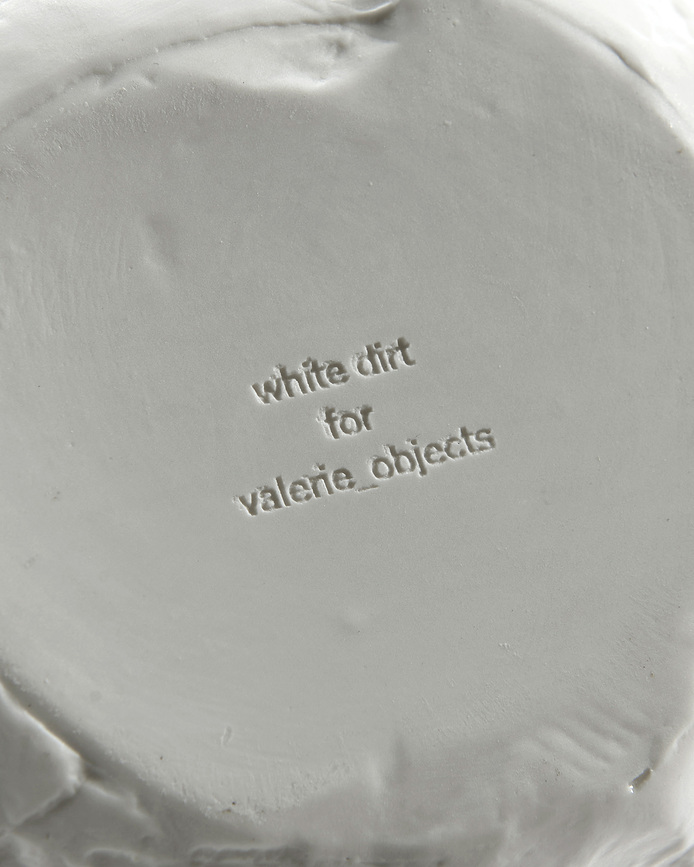 white dirt
for
valerie_objects